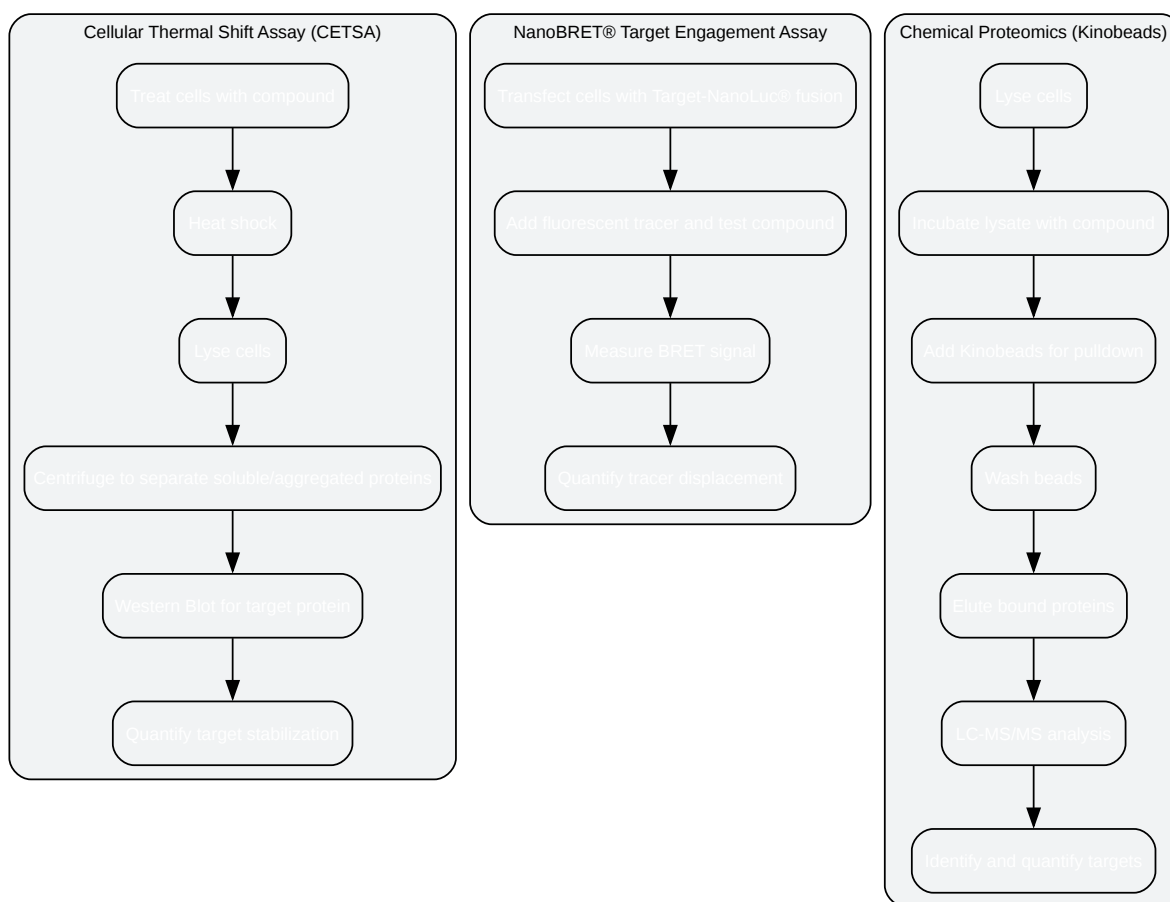 Cellular Thermal Shift Assay (CETSA)
Treat cells with compound
Heat shock
Lyse cells
Centrifuge to separate soluble/aggregated proteins
Western Blot for target protein
Quantify target stabilization
NanoBRET® Target Engagement Assay
Transfect cells with Target-NanoLuc® fusion
Add fluorescent tracer and test compound
Measure BRET signal
Quantify tracer displacement
Chemical Proteomics (Kinobeads)
Lyse cells
Incubate lysate with compound
Add Kinobeads for pulldown
Wash beads
Elute bound proteins
LC-MS/MS analysis
Identify and quantify targets